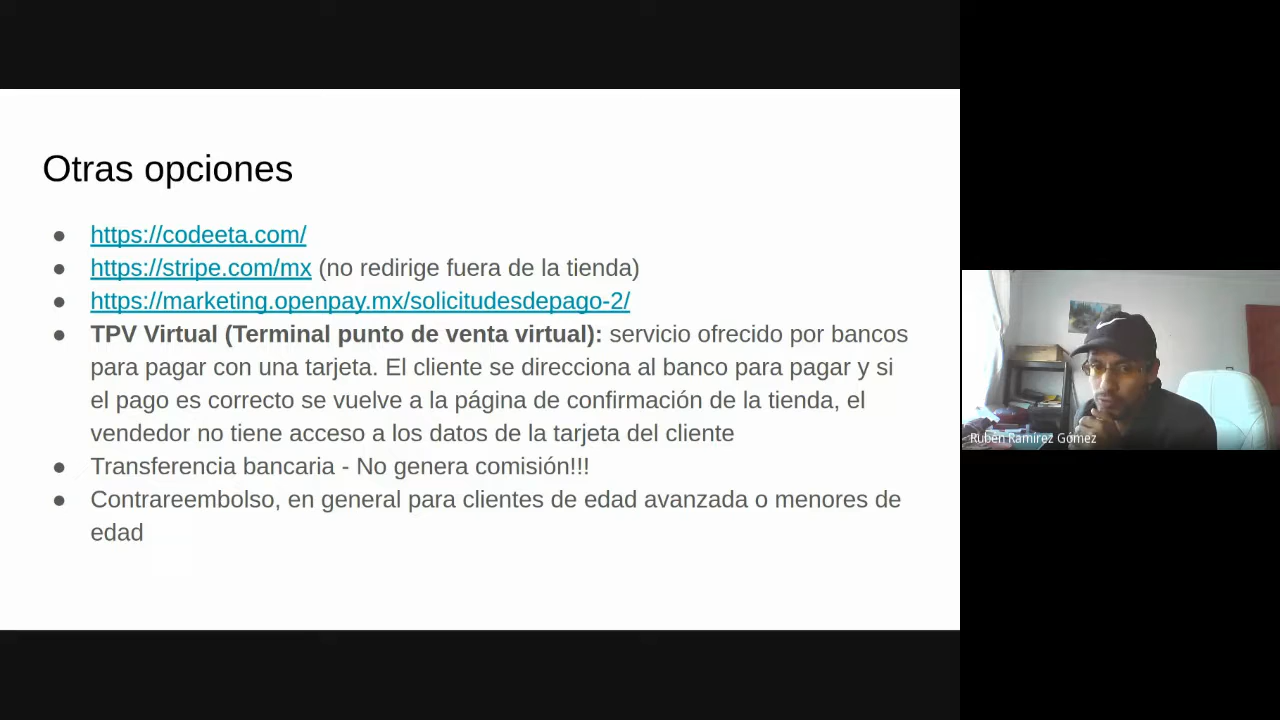 Otras opciones
● https://codeeta.com/
● https://stripe.com/mx (no redirige fuera de la tienda)
● https://marketing.openpay.mx/solicitudesdepago-2/
● TPV Virtual (Terminal punto de venta virtual): servicio ofrecido por bancos
para pagar con una tarjeta. El cliente se direcciona al banco para pagar y si
el pago es correcto se vuelve a la página de confirmación de la tienda, el
vendedor no tiene acceso a los datos de la tarjeta del cliente
● Transferencia bancaria - No genera comisión!!!
● Contrareembolso, en general para clientes de edad avanzada o menores de
edad
Rubén Ramírez Gómez